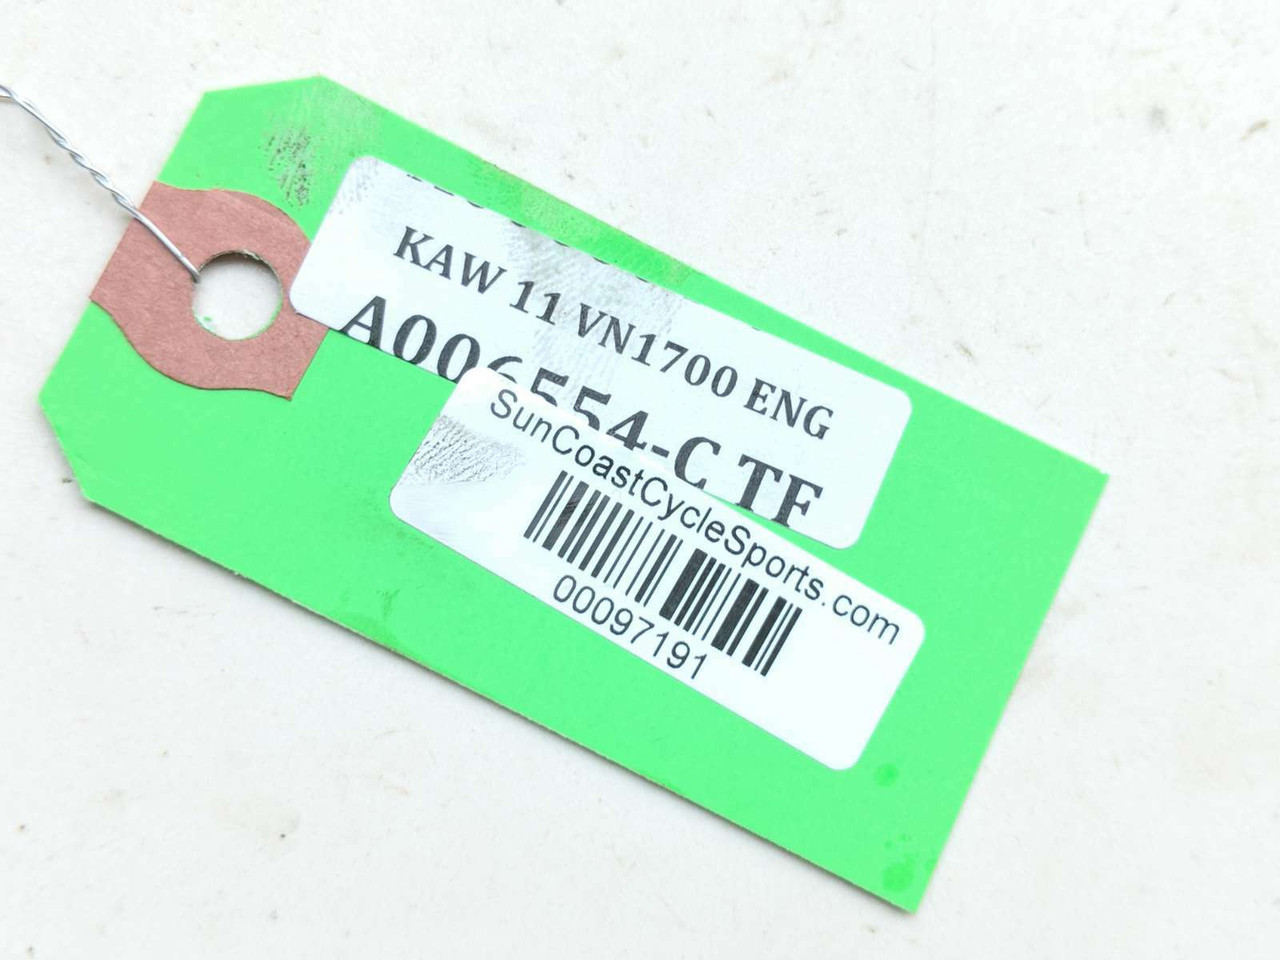 KAW 11 VN1700 ENG
A006554-C TF
SunCoastCycleSports.com
00097191